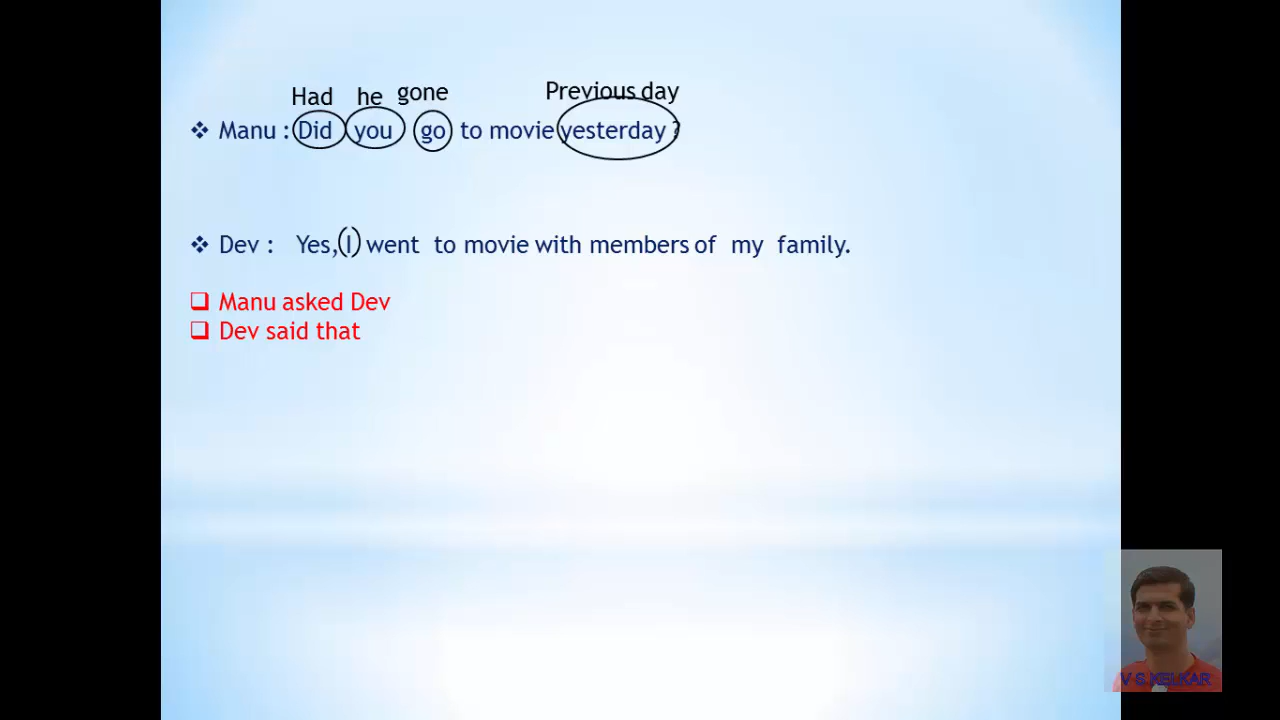 Had he gone Previous day
❖ Manu : Did you go to movie yesterday ?
❖ Dev : Yes, I went to movie with members of my family.
❑ Manu asked Dev
❑ Dev said that
V S KELKAR